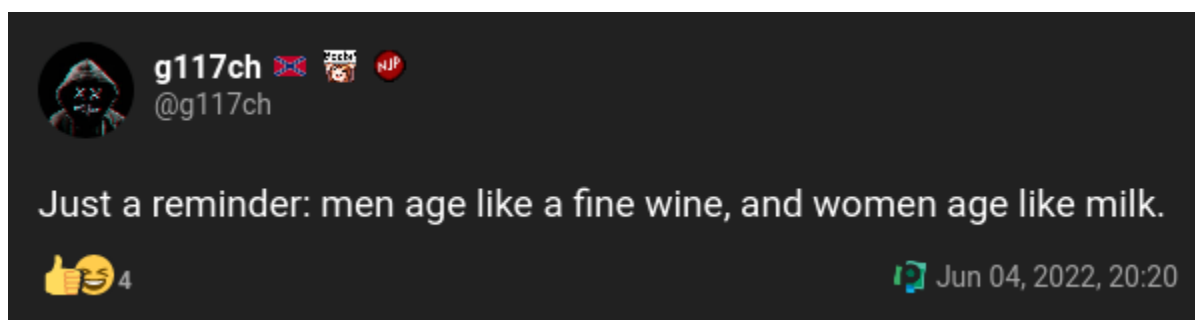 g117ch
@g117ch
Just a reminder: men age like a fine wine, and women age like milk.
4
Jun 04, 2022, 20:20